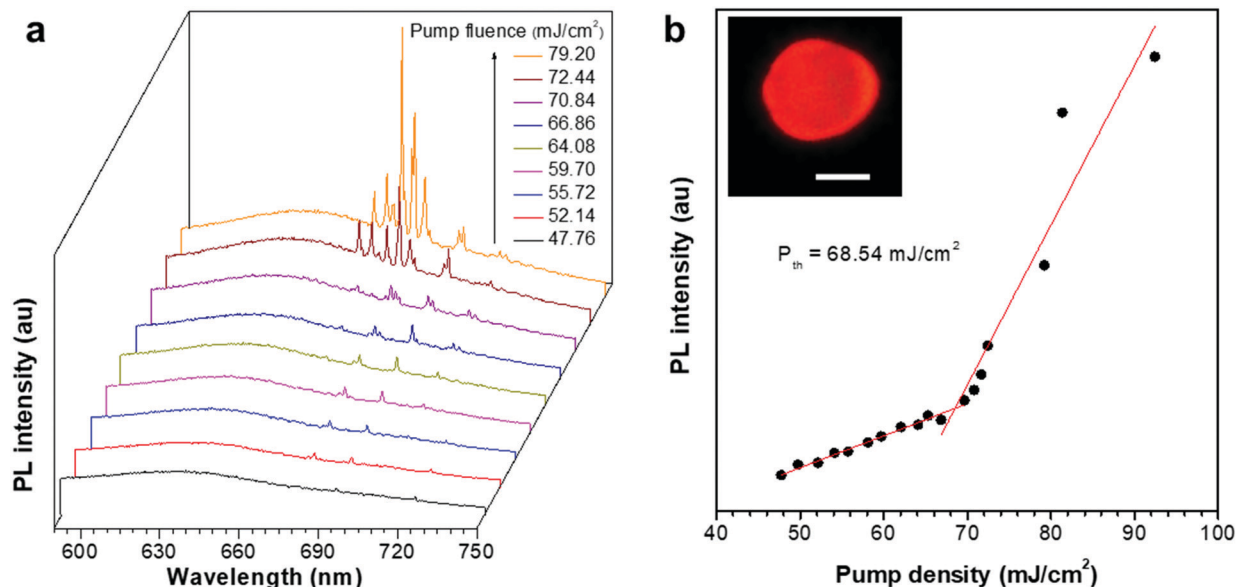 a
Pump fluence (mJ/cm²)
79.20
72.44
70.84
66.86
64.08
59.70
55.72
52.14
47.76
PL intensity (au)
600 630 660 690 720 750
Wavelength (nm)
b
P_th = 68.54 mJ/cm²
PL intensity (au)
40 50 60 70 80 90 100
Pump density (mJ/cm²)